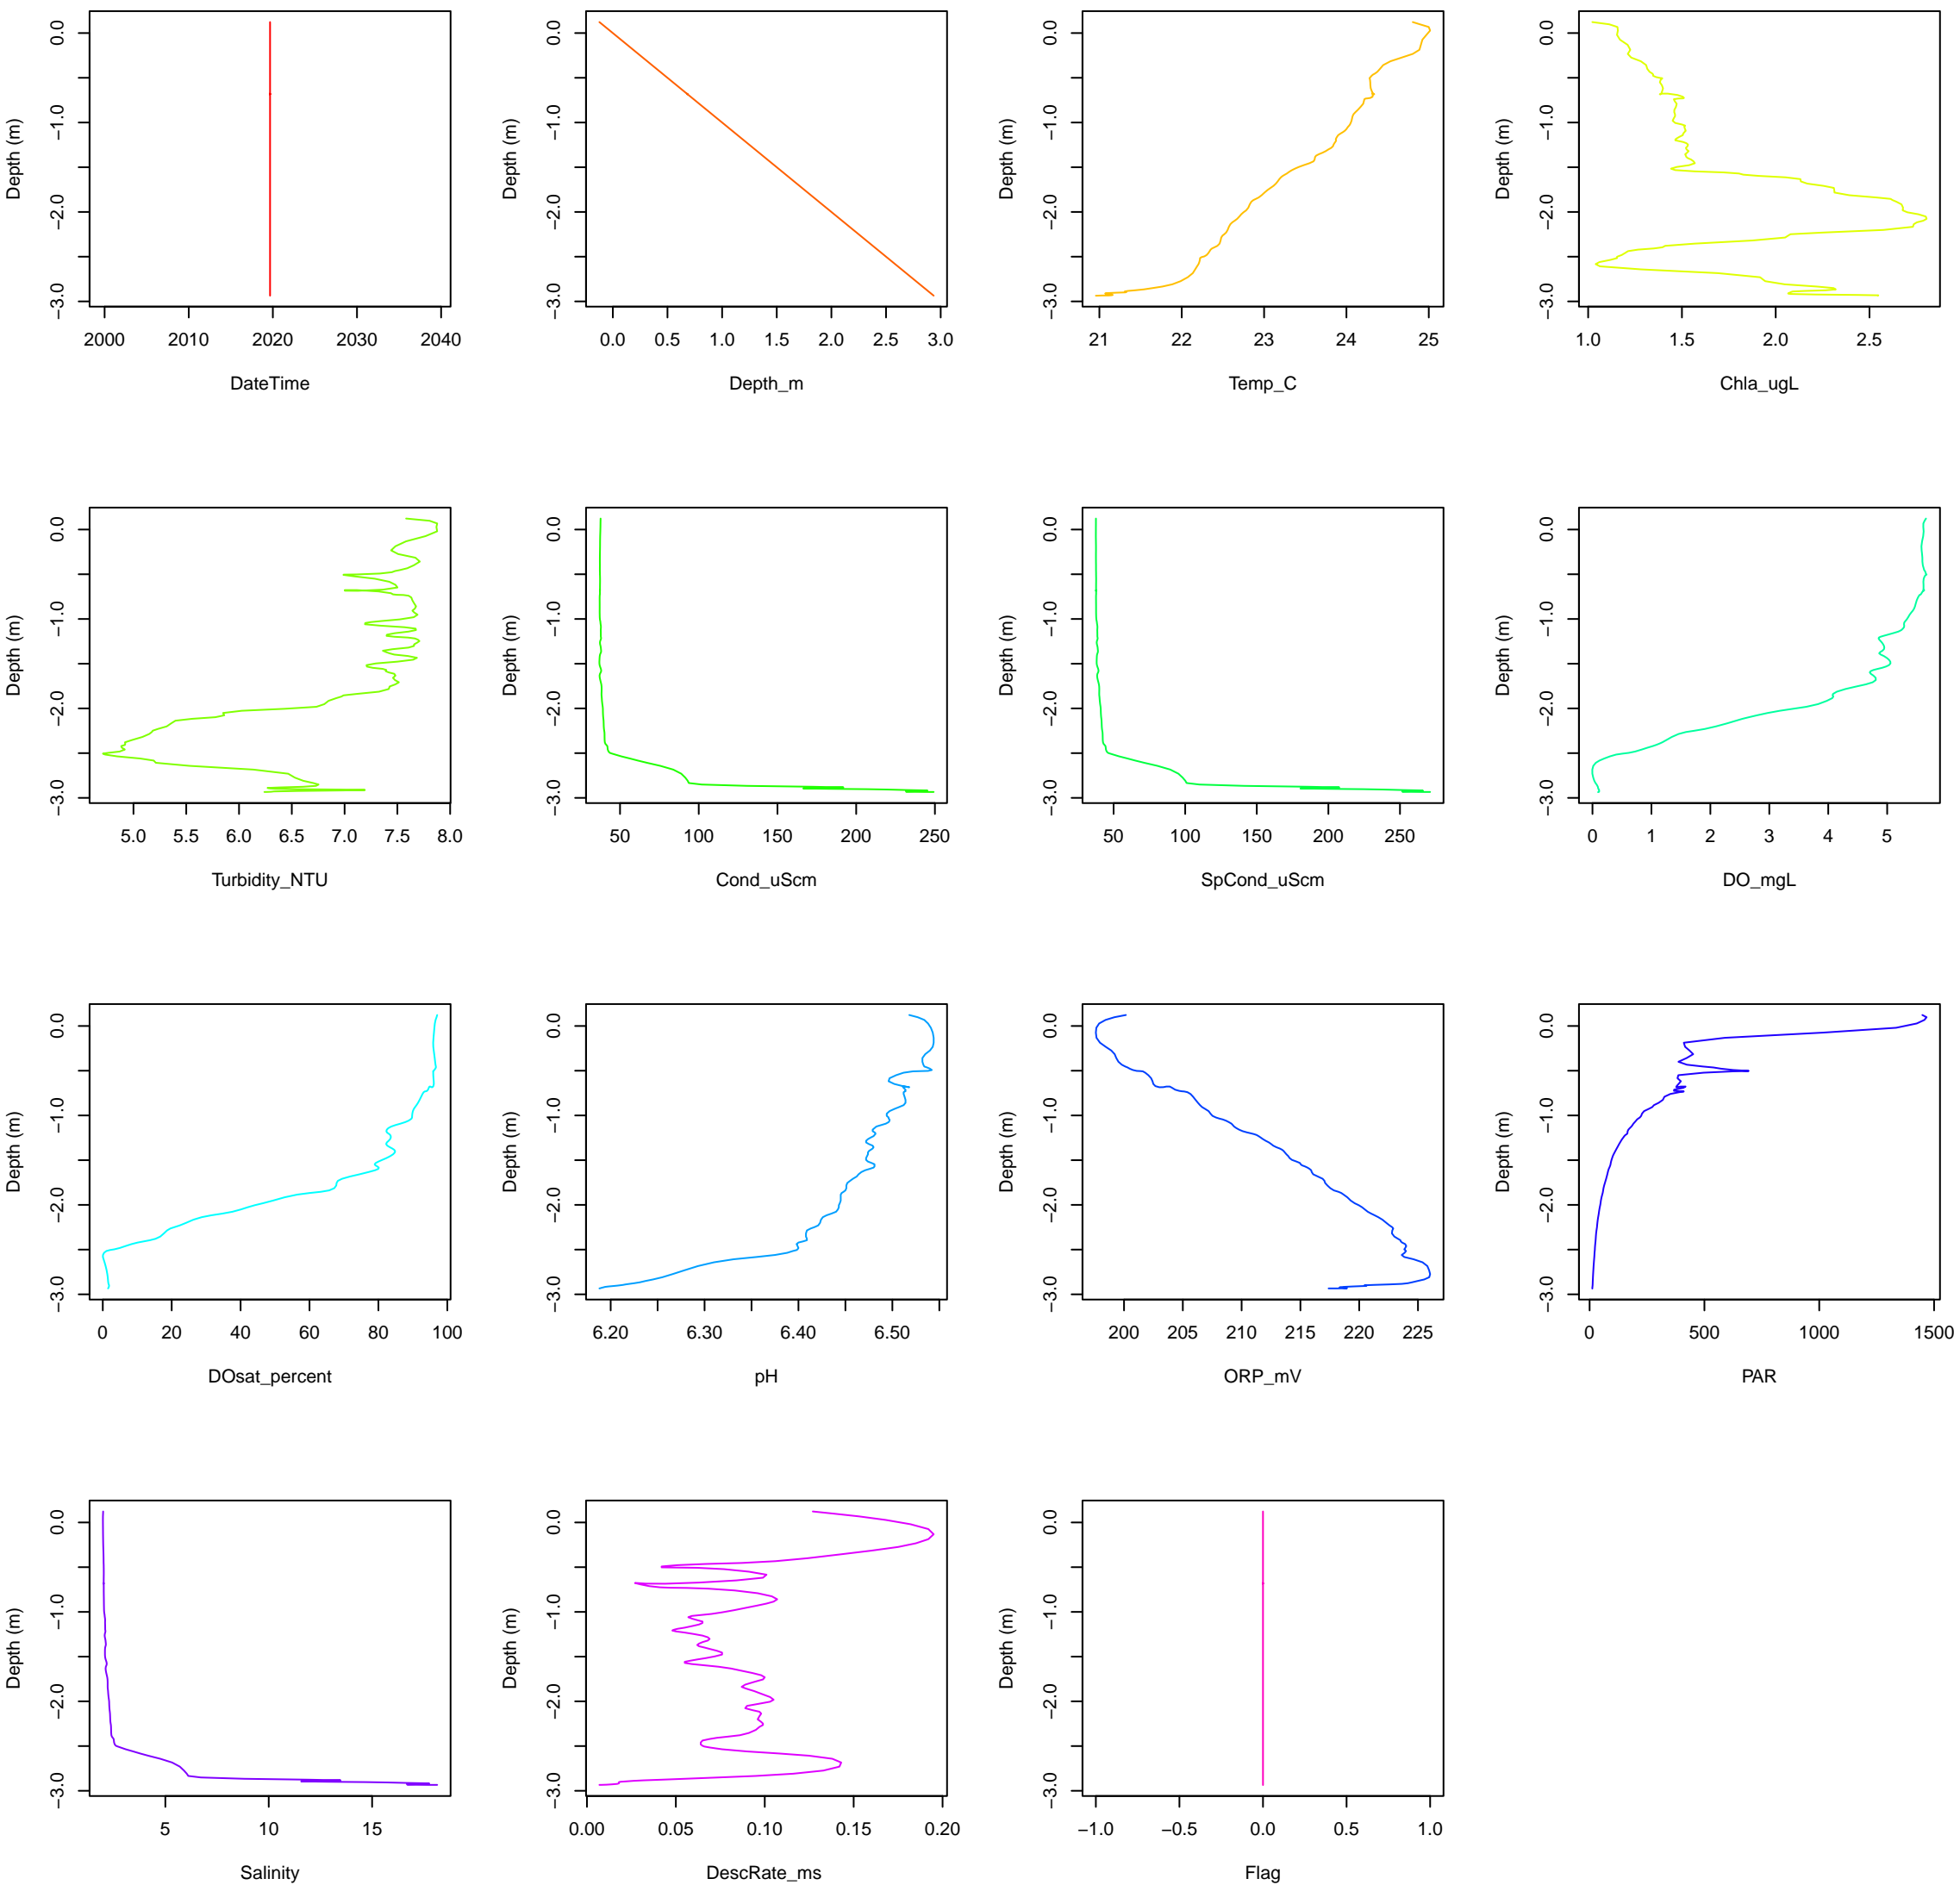 Depth (m)
0.0
−1.0
−2.0
−3.0
2000 2010 2020 2030 2040
DateTime
Depth (m)
0.0
−1.0
−2.0
−3.0
0.0 0.5 1.0 1.5 2.0 2.5 3.0
Depth_m
Depth (m)
0.0
−1.0
−2.0
−3.0
21 22 23 24 25
Temp_C
Depth (m)
0.0
−1.0
−2.0
−3.0
1.0 1.5 2.0 2.5
Chla_ugL
Depth (m)
0.0
−1.0
−2.0
−3.0
5.0 5.5 6.0 6.5 7.0 7.5 8.0
Turbidity_NTU
Depth (m)
0.0
−1.0
−2.0
−3.0
50 100 150 200 250
Cond_uScm
Depth (m)
0.0
−1.0
−2.0
−3.0
50 100 150 200 250
SpCond_uScm
Depth (m)
0.0
−1.0
−2.0
−3.0
0 1 2 3 4 5
DO_mgL
Depth (m)
0.0
−1.0
−2.0
−3.0
0 20 40 60 80 100
DOsat_percent
Depth (m)
0.0
−1.0
−2.0
−3.0
6.20 6.30 6.40 6.50
pH
Depth (m)
0.0
−1.0
−2.0
−3.0
200 205 210 215 220 225
ORP_mV
Depth (m)
0.0
−1.0
−2.0
−3.0
0 500 1000 1500
PAR
Depth (m)
0.0
−1.0
−2.0
−3.0
5 10 15
Salinity
Depth (m)
0.0
−1.0
−2.0
−3.0
0.00 0.05 0.10 0.15 0.20
DescRate_ms
Depth (m)
0.0
−1.0
−2.0
−3.0
−1.0 −0.5 0.0 0.5 1.0
Flag